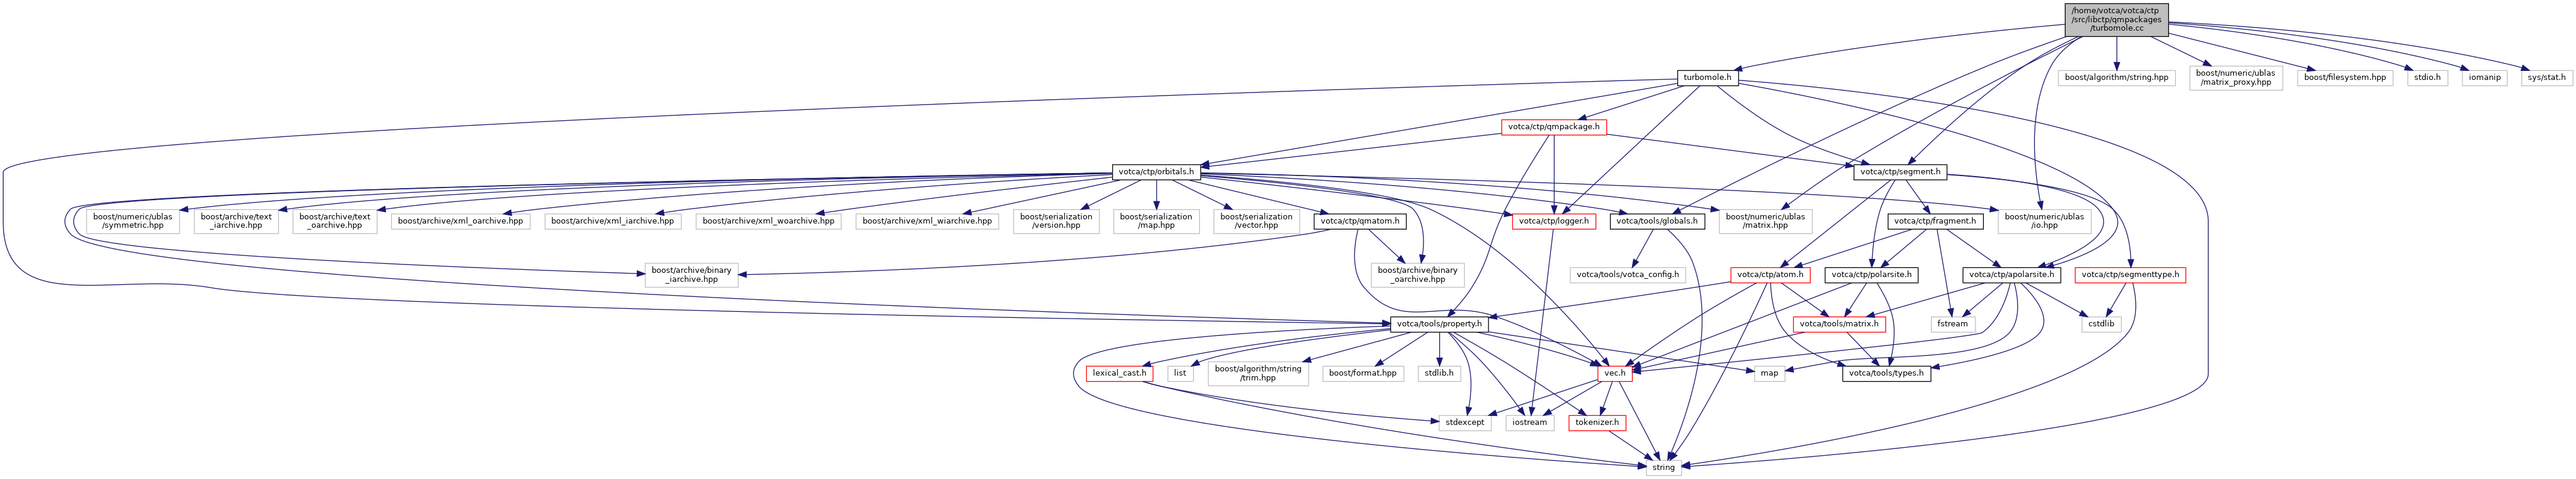 /home/votca/votca/ctp
/src/libctp/qmpackages
/turbomole.cc
turbomole.h
boost/algorithm/string.hpp
boost/numeric/ublas
/matrix_proxy.hpp
boost/filesystem.hpp
stdio.h
iomanip
sys/stat.h
votca/ctp/qmpackage.h
votca/ctp/orbitals.h
votca/ctp/segment.h
boost/numeric/ublas
/symmetric.hpp
boost/archive/text
_iarchive.hpp
boost/archive/text
_oarchive.hpp
boost/archive/xml_oarchive.hpp
boost/archive/xml_iarchive.hpp
boost/archive/xml_woarchive.hpp
boost/archive/xml_wiarchive.hpp
boost/serialization
/version.hpp
boost/serialization
/map.hpp
boost/serialization
/vector.hpp
votca/ctp/qmatom.h
votca/ctp/logger.h
votca/tools/globals.h
boost/numeric/ublas
/matrix.hpp
votca/ctp/fragment.h
boost/numeric/ublas
/io.hpp
boost/archive/binary
_iarchive.hpp
boost/archive/binary
_oarchive.hpp
votca/tools/votca_config.h
votca/ctp/atom.h
votca/ctp/polarsite.h
votca/ctp/apolarsite.h
votca/ctp/segmenttype.h
votca/tools/property.h
votca/tools/matrix.h
fstream
cstdlib
lexical_cast.h
list
boost/algorithm/string
/trim.hpp
boost/format.hpp
stdlib.h
vec.h
map
votca/tools/types.h
stdexcept
iostream
tokenizer.h
string